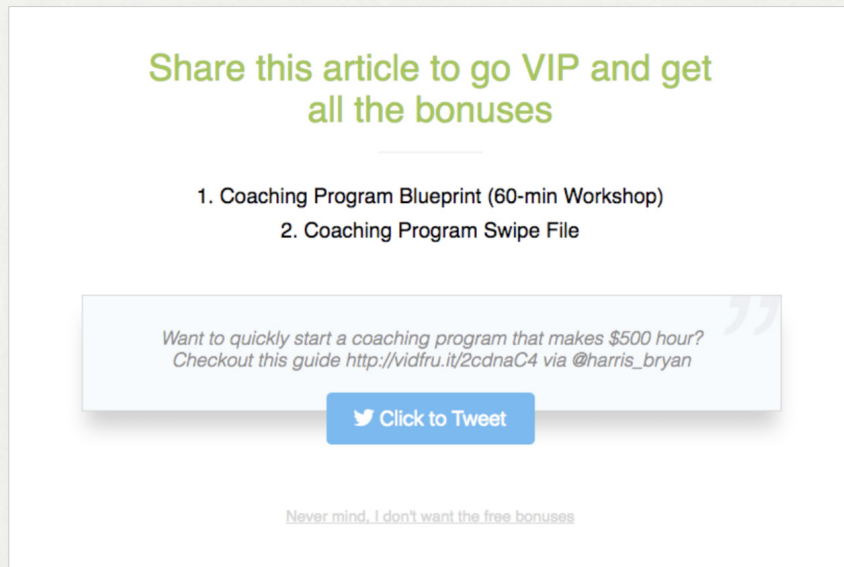 Share this article to go VIP and get
all the bonuses
1. Coaching Program Blueprint (60-min Workshop)
2. Coaching Program Swipe File
Want to quickly start a coaching program that makes $500 hour?
Checkout this guide http://vidfru.it/2cdnaC4 via @harris_bryan
Click to Tweet
Never mind, I don't want the free bonuses